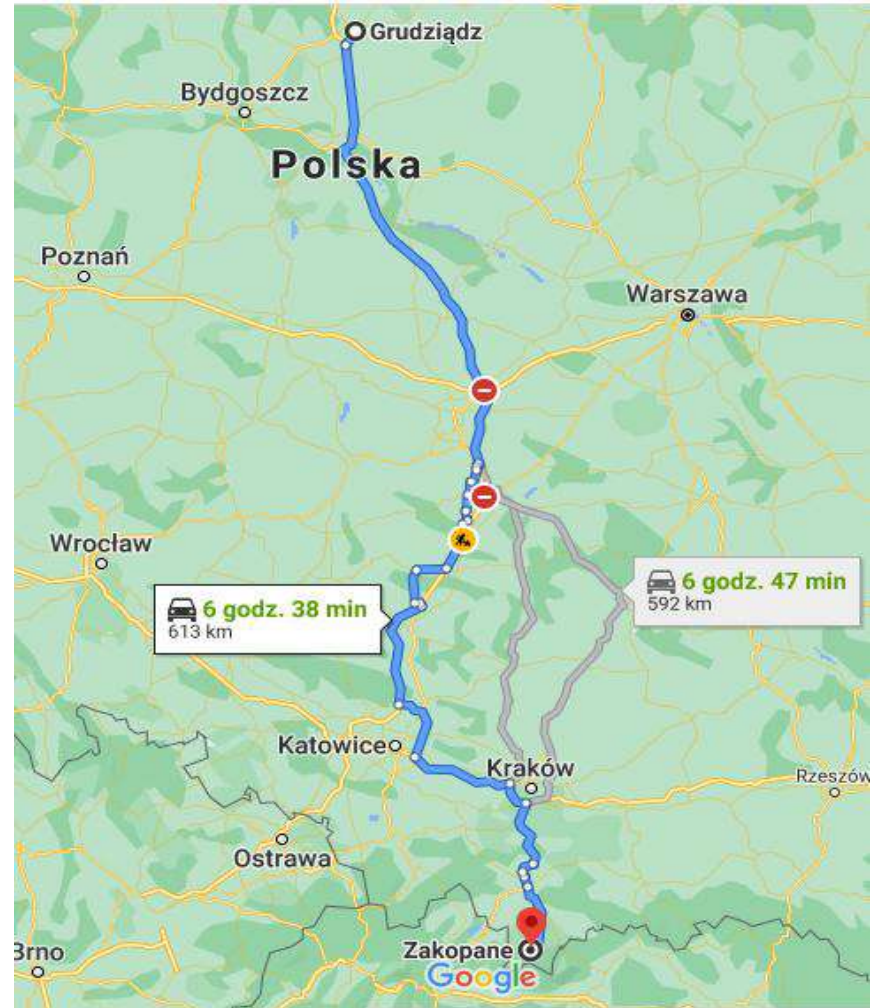 Grudziądz
Bydgoszcz
Polska
Poznań
Warszawa
Wrocław
6 godz. 47 min
592 km
6 godz. 38 min
613 km
Katowice
Kraków
Rzeszów
Ostrawa
Zakopane
Brno
Google